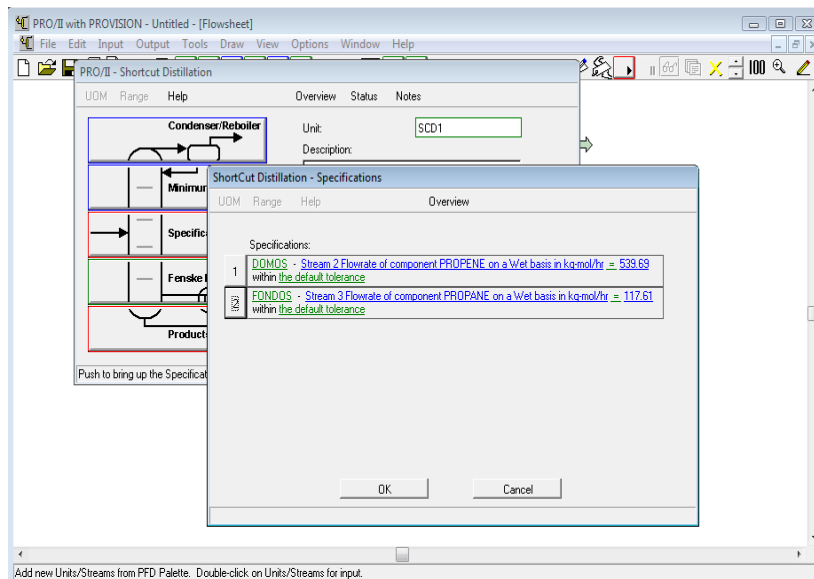 PRO/II with PROVISION - Untitled - [Flowsheet]
File Edit Input Output Tools Draw View Options Window Help
PRO/II - Shortcut Distillation
UOM Range Help Overview Status Notes
Condenser/Reboiler
Unit: SCD1
Description:
Minimur
Specific
Fenske
Product
Push to bring up the Specificat
ShortCut Distillation - Specifications
UOM Range Help Overview
Specifications:
1 DOMOS - Stream 2 Flowrate of component PROPENE on a Wet basis in kg-mol/hr = 539.69
within the default tolerance
2 FONDOS - Stream 3 Flowrate of component PROPANE on a Wet basis in kg-mol/hr = 117.61
within the default tolerance
OK Cancel
Add new Units/Streams from PFD Palette. Double-click on Units/Streams for input.